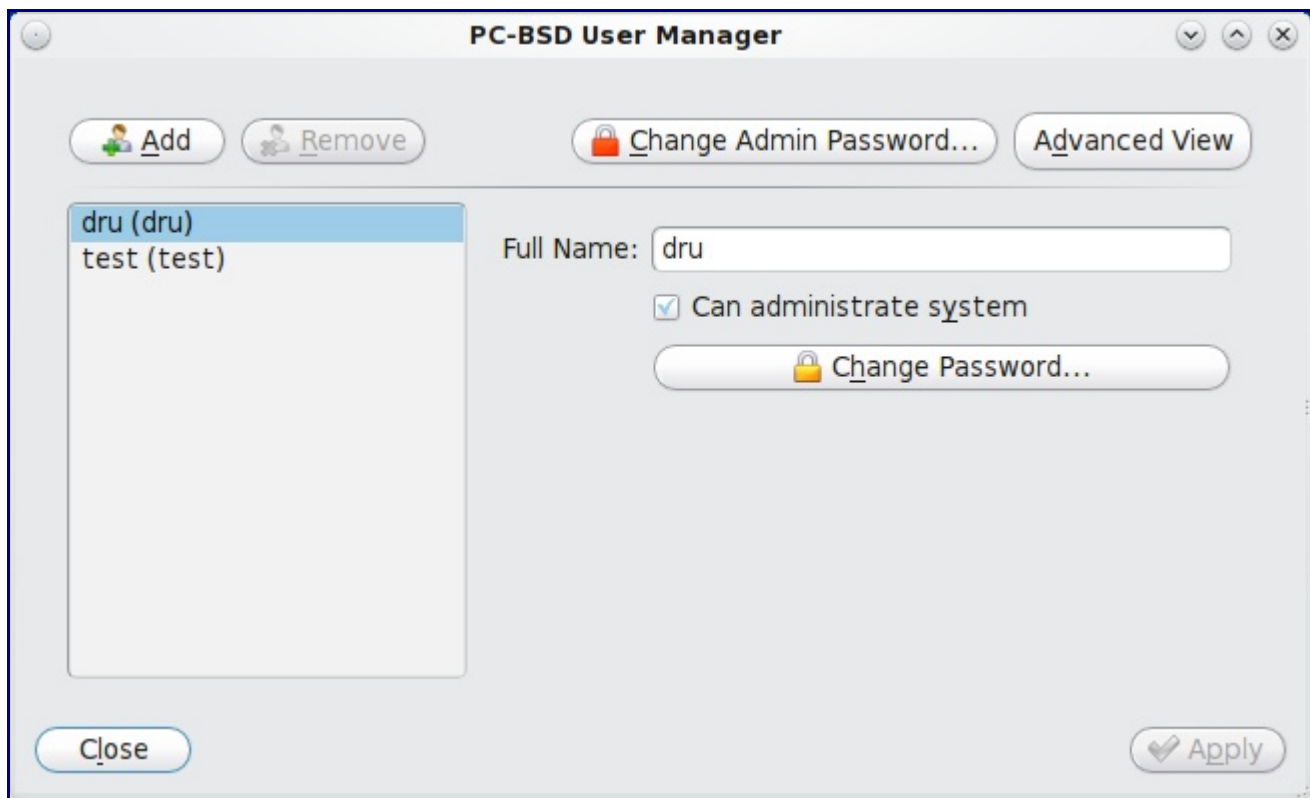 PC-BSD User Manager
Add Remove Change Admin Password... Advanced View
dru (dru)
test (test)
Full Name: dru
Can administrate system
Change Password...
Close Apply